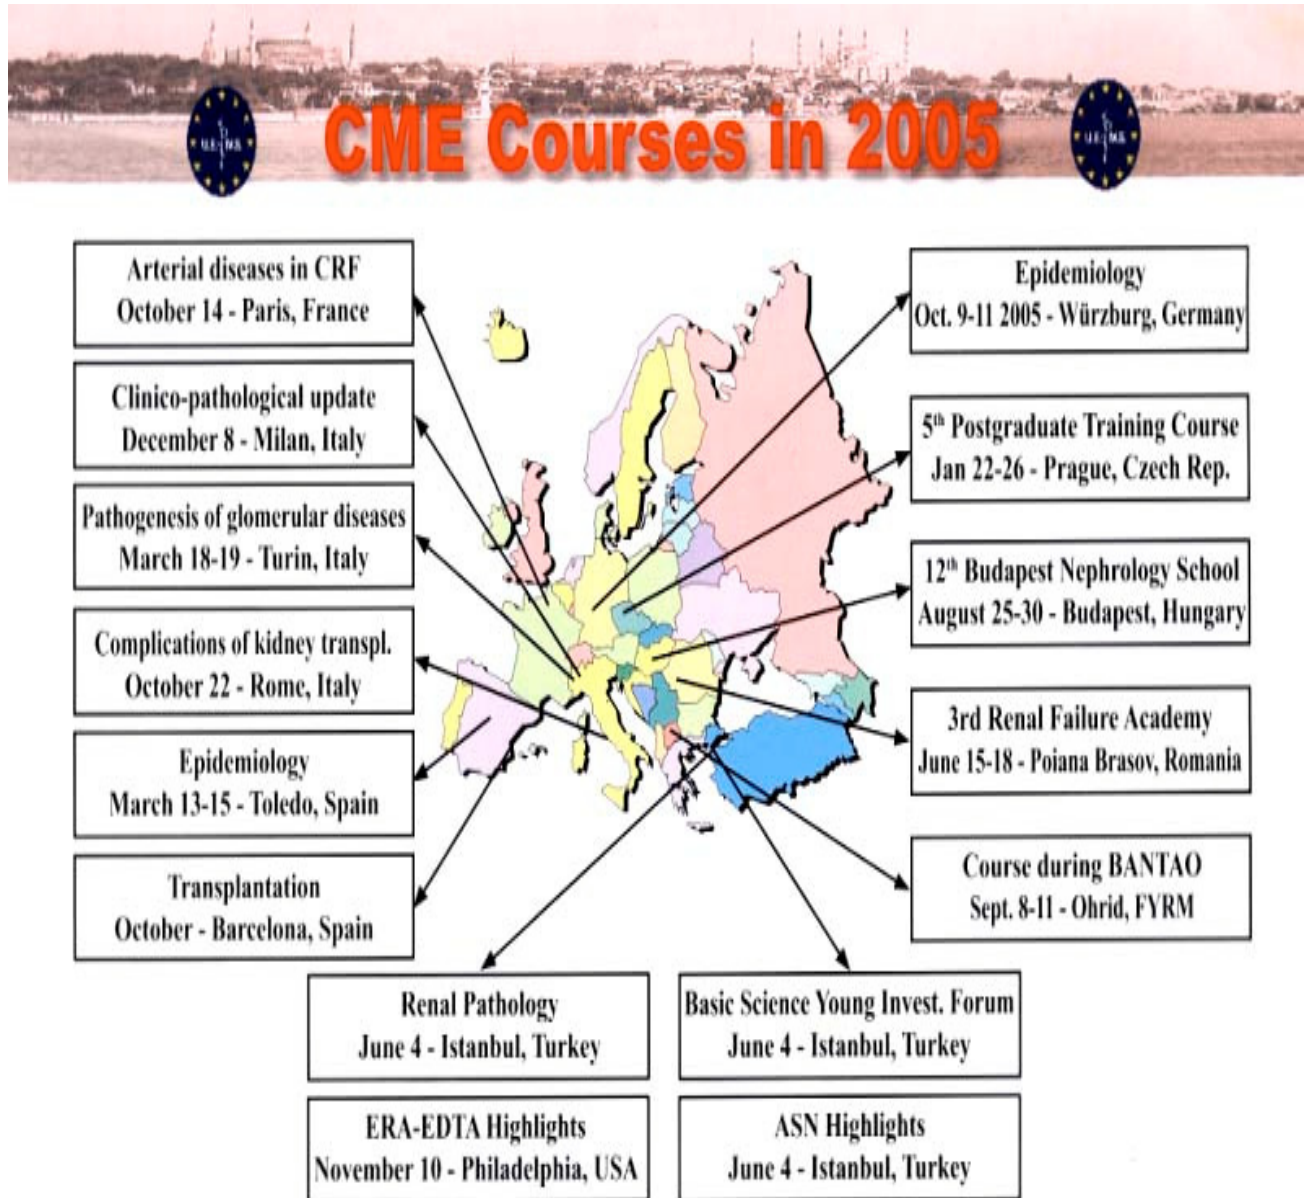 CME Courses in 2005
U.E.M.S.
U.E.M.S.
Arterial diseases in CRF
October 14 - Paris, France
Clinico-pathological update
December 8 - Milan, Italy
Pathogenesis of glomerular diseases
March 18-19 - Turin, Italy
Complications of kidney transpl.
October 22 - Rome, Italy
Epidemiology
March 13-15 - Toledo, Spain
Transplantation
October - Barcelona, Spain
Epidemiology
Oct. 9-11 2005 - Würzburg, Germany
5th Postgraduate Training Course
Jan 22-26 - Prague, Czech Rep.
12th Budapest Nephrology School
August 25-30 - Budapest, Hungary
3rd Renal Failure Academy
June 15-18 - Poiana Brasov, Romania
Course during BANTAO
Sept. 8-11 - Ohrid, FYRM
Renal Pathology
June 4 - Istanbul, Turkey
Basic Science Young Invest. Forum
June 4 - Istanbul, Turkey
ERA-EDTA Highlights
November 10 - Philadelphia, USA
ASN Highlights
June 4 - Istanbul, Turkey